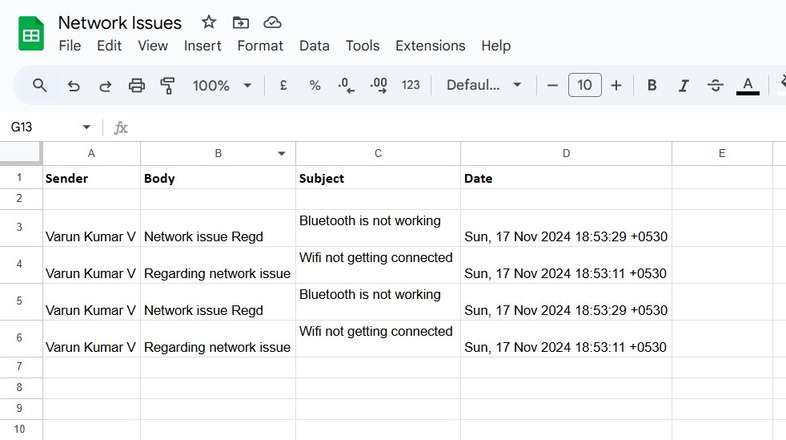 Network Issues
File Edit View Insert Format Data Tools Extensions Help
100% £ % .0 .00 123 Defaul... 10 B I S A
G13 fx
A B C D E
1 Sender Body Subject Date
2
3 Varun Kumar V Network issue Regd Bluetooth is not working Sun, 17 Nov 2024 18:53:29 +0530
4 Varun Kumar V Regarding network issue Wifi not getting connected Sun, 17 Nov 2024 18:53:11 +0530
5 Varun Kumar V Network issue Regd Bluetooth is not working Sun, 17 Nov 2024 18:53:29 +0530
6 Varun Kumar V Regarding network issue Wifi not getting connected Sun, 17 Nov 2024 18:53:11 +0530
7
8
9
10